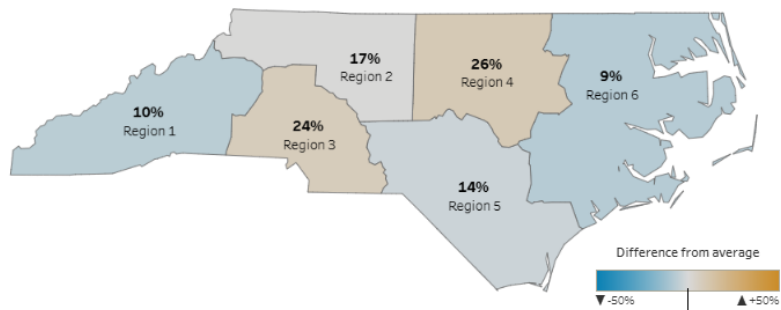 17%
Region 2
26%
Region 4
9%
Region 6
10%
Region 1
24%
Region 3
14%
Region 5
Difference from average
▼ -50%
▲ +50%